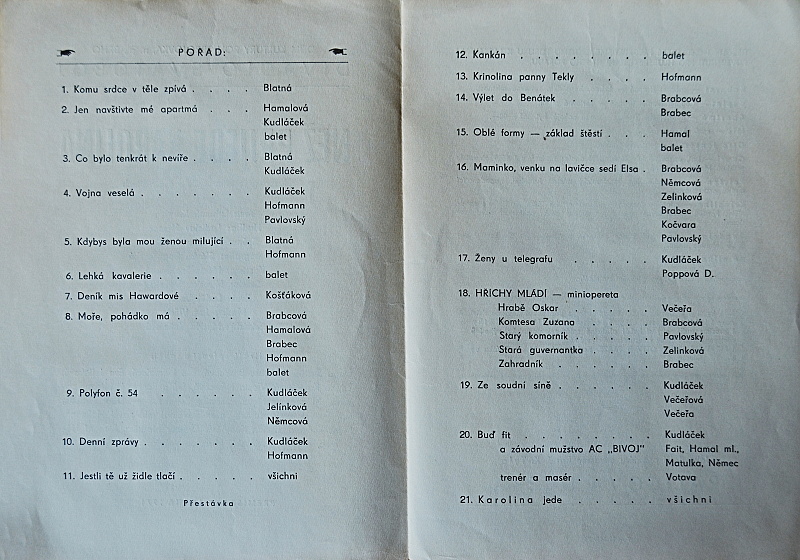 POŘAD:
1. Komu srdce v těle zpívá . . . . Blatná
2. Jen navštivte mé apartmá . . . Hamalová
Kudláček
balet
3. Co bylo tenkrát k nevíře . . . . Blatná
Kudláček
4. Vojna veselá . . . . . . . Kudláček
Hofmann
Pavlovský
5. Kdybys byla mou ženou milující . . Blatná
Hofmann
6. Lehká kavalerie . . . . . . balet
7. Deník mis Hawardové . . . . Košťáková
8. Moře, pohádko má . . . . . Brabcová
Hamalová
Brabec
Hofmann
balet
9. Polyfon č. 54 . . . . . . Kudláček
Jelínková
Němcová
10. Denní zprávy . . . . . . . Kudláček
Hofmann
11. Jestli tě už židle tlačí . . . . . všichni
Přestávka
12. Kankán . . . . . . . . balet
13. Krinolina panny Tekly . . . . Hofmann
14. Výlet do Benátek . . . . . Brabcová
Brabec
15. Oblé formy — základ štěstí . . . Hamal
balet
16. Maminko, venku na lavičce sedí Elsa . Brabcová
Němcová
Zelinková
Brabec
Kočvara
Pavlovský
17. Ženy u telegrafu . . . . . Kudláček
Poppová D.
18. HŘÍCHY MLÁDÍ — miniopereta
Hrabě Oskar . . . . . Večeřa
Komtesa Zuzana . . . . Brabcová
Starý komorník . . . . . Pavlovský
Stará guvernantka . . . . Zelinková
Zahradník . . . . . . Brabec
19. Ze soudní síně . . . . . . Kudláček
Večeřová
Večeřa
20. Buď fit . . . . . . . . Kudláček
a závodní mužstvo AC „BIVOJ" Fait, Hamal ml.,
Matulka, Němec
trenér a masér . . . . . Votava
21. Karolina jede . . . . . všichni